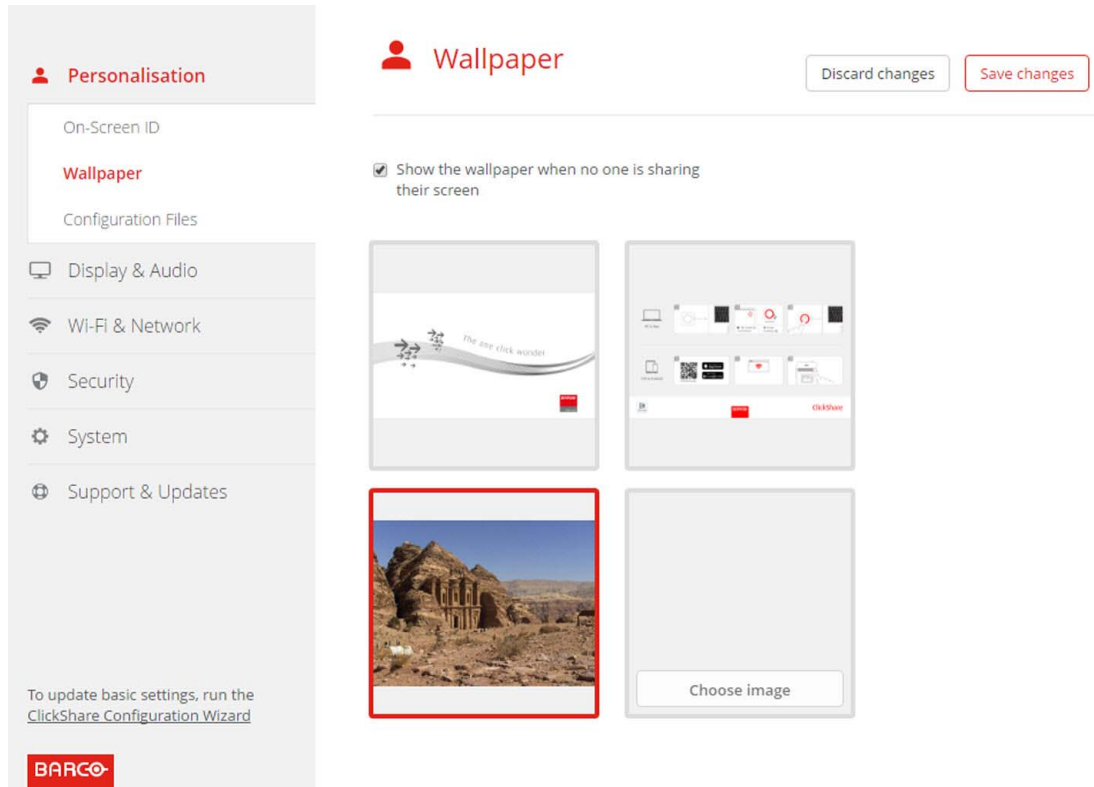 Personalisation
On-Screen ID
Wallpaper
Configuration Files
Display & Audio
Wi-Fi & Network
Security
System
Support & Updates
To update basic settings, run the
ClickShare Configuration Wizard
BARCO
Wallpaper
Discard changes
Save changes
Show the wallpaper when no one is sharing
their screen
the one click wonder
ClickShare
Choose image